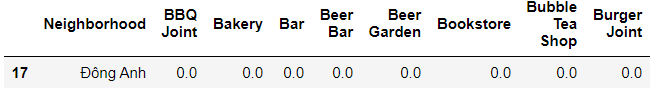 Neighborhood BBQ Joint Bakery Bar Beer Bar Beer Garden Bookstore Bubble Tea Shop Burger Joint
17 Đông Anh 0.0 0.0 0.0 0.0 0.0 0.0 0.0 0.0